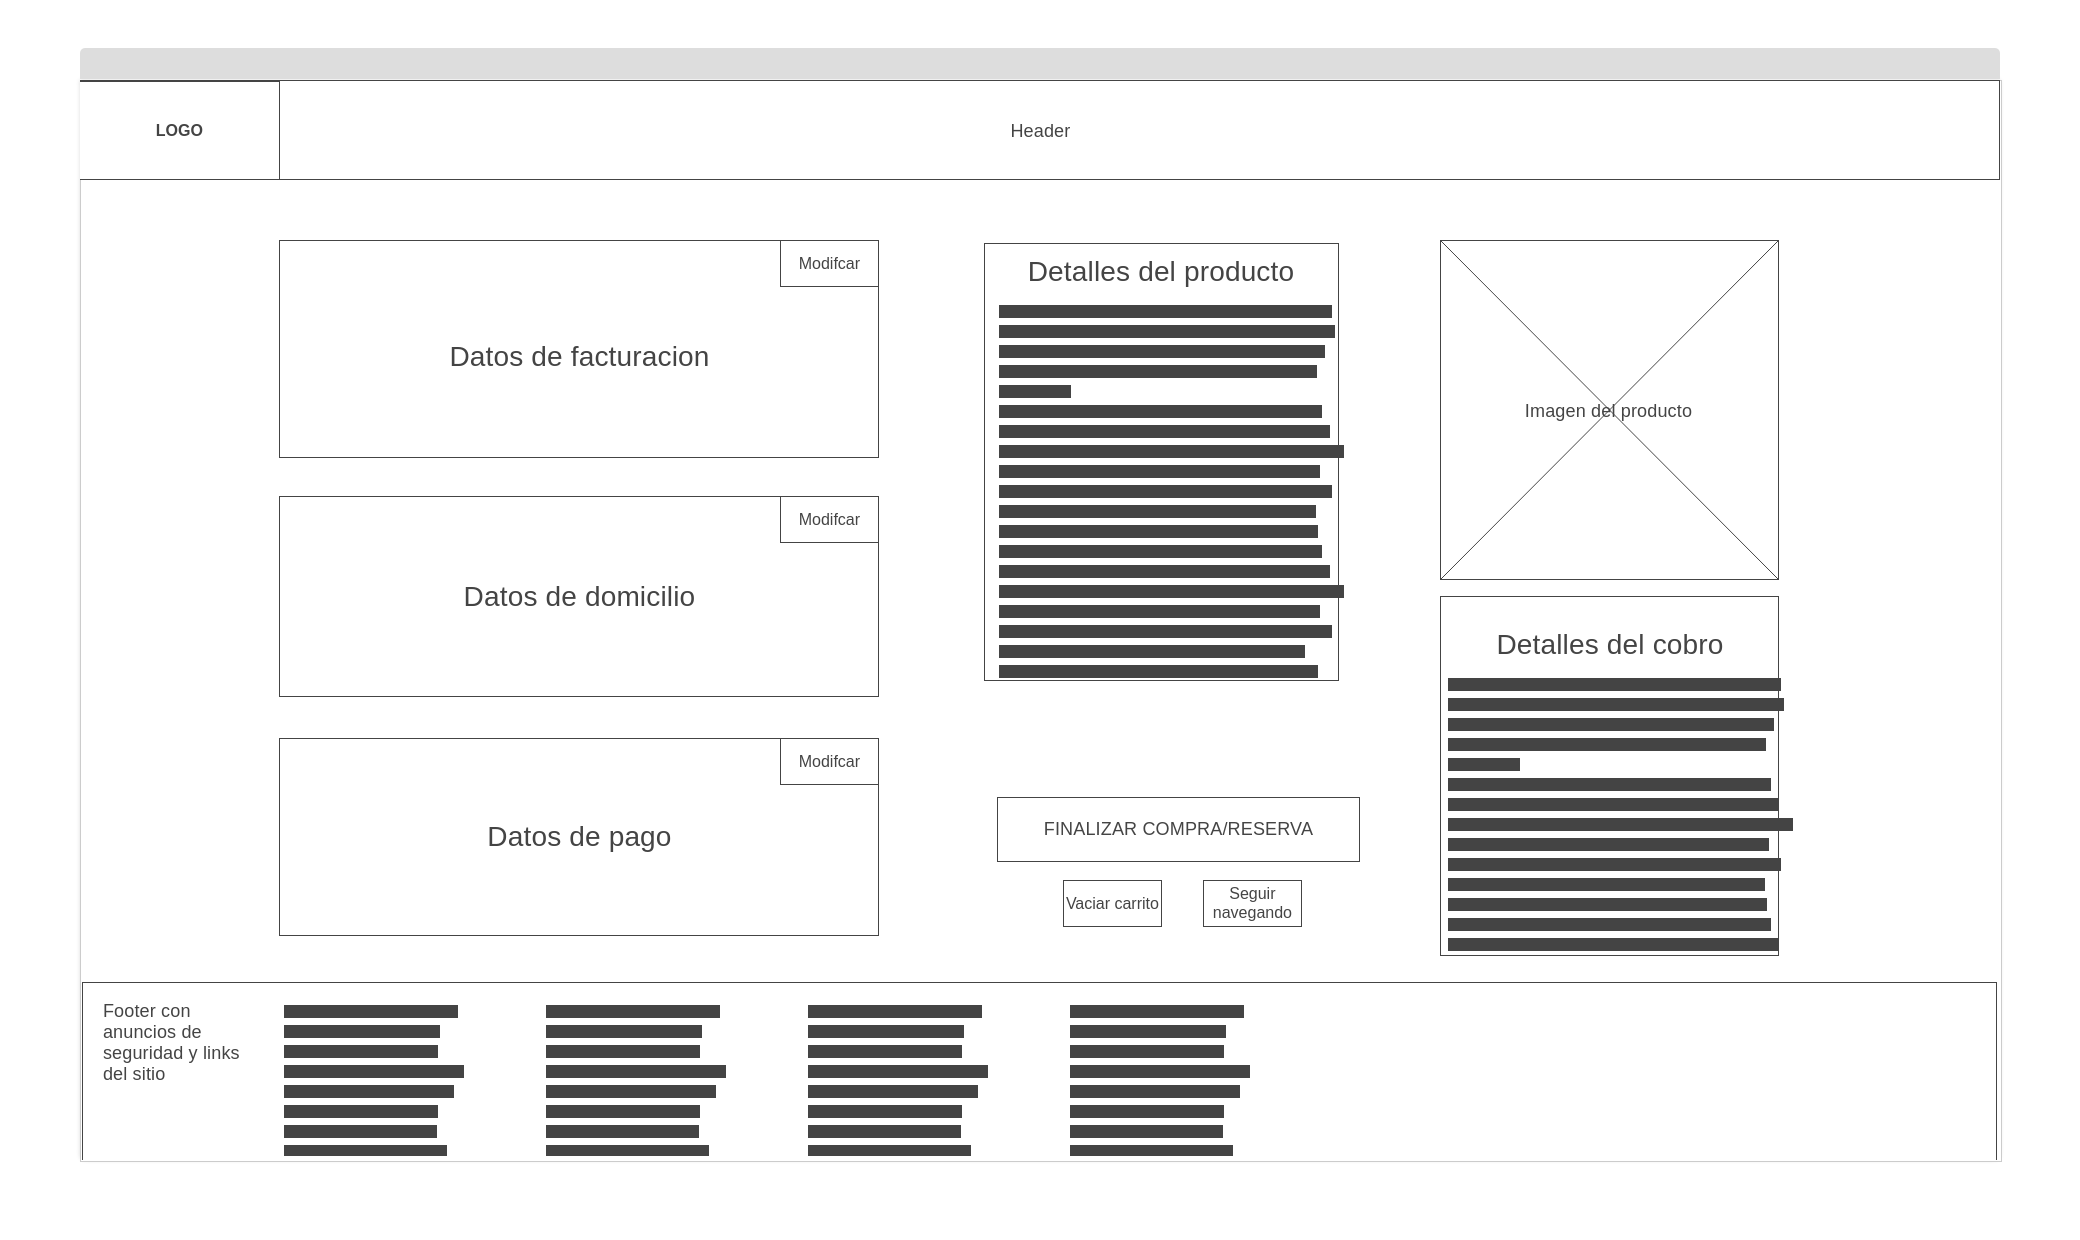 LOGO
Header
Modifcar
Datos de facturacion
Modifcar
Datos de domicilio
Modifcar
Datos de pago
Detalles del producto
Imagen del producto
Detalles del cobro
FINALIZAR COMPRA/RESERVA
Vaciar carrito
Seguir
navegando
Footer con
anuncios de
seguridad y links
del sitio